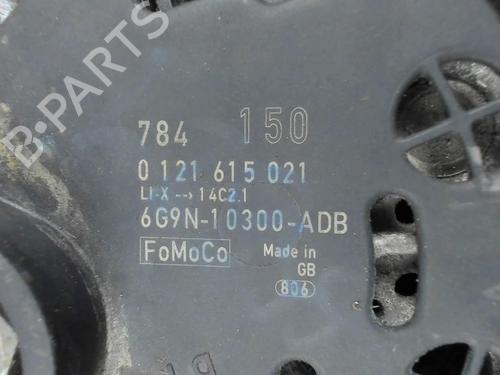 784 150
0 121 615 021
LI-X --> 14C2.1
6G9N-10300-ADB
FoMoCo Made in
GB
806
B-PARTS